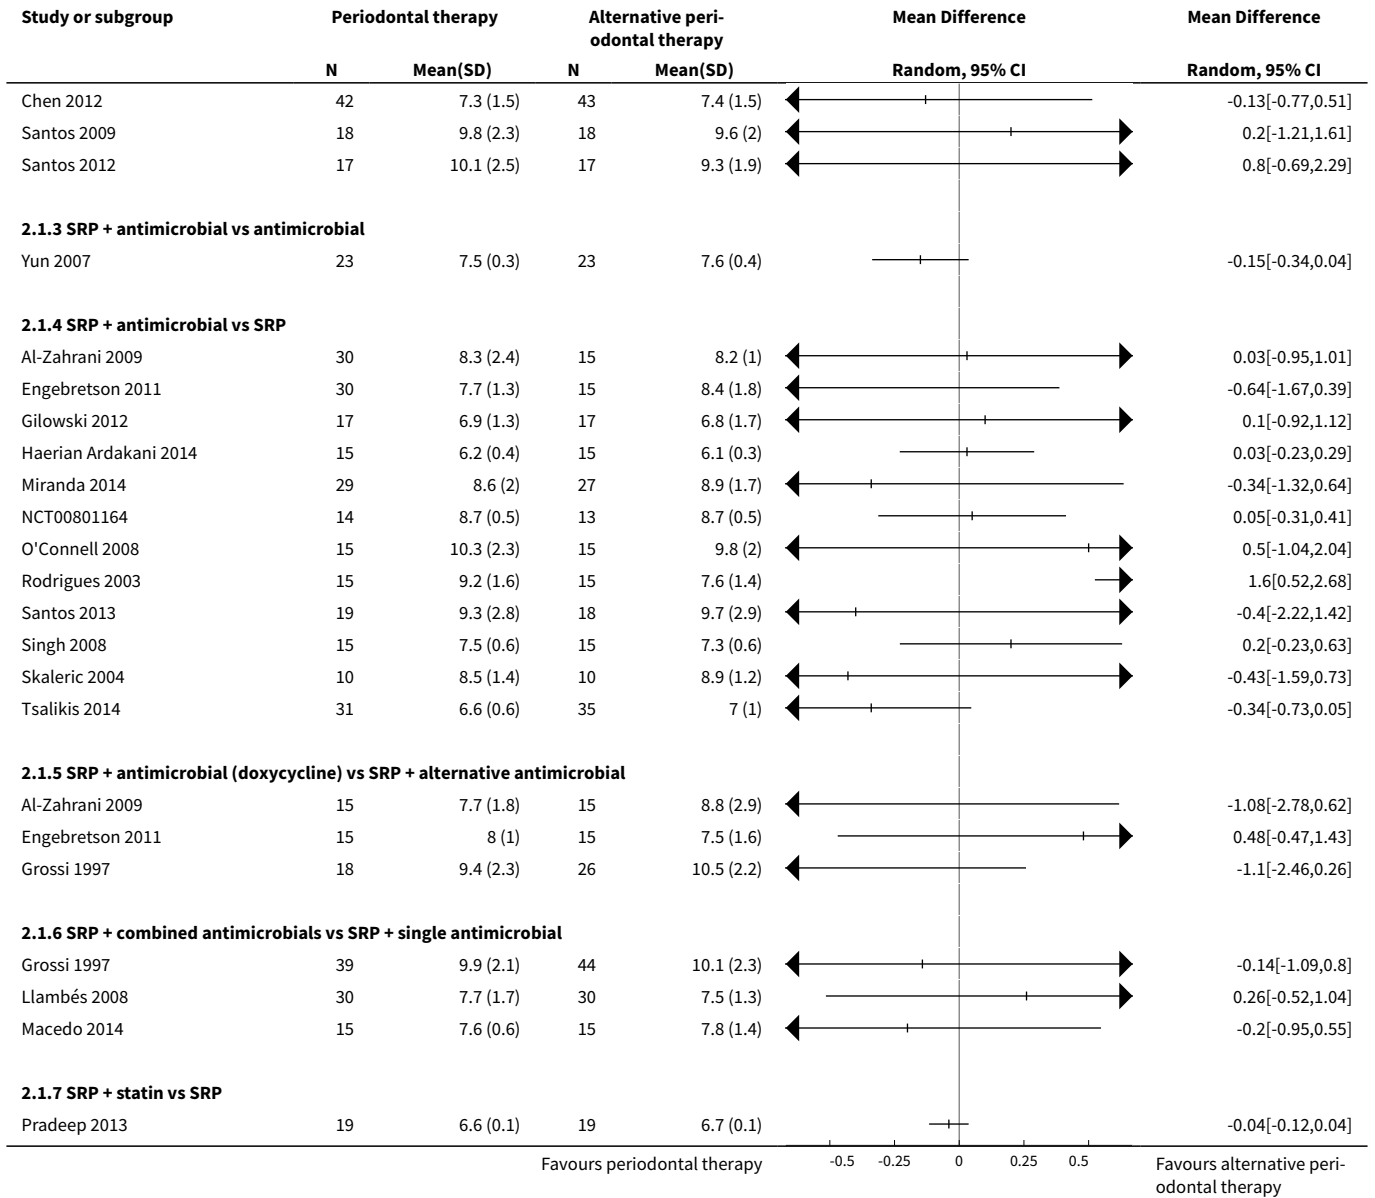 Study or subgroup Periodontal therapy Alternative peri- Mean Difference Mean Difference
odontal therapy
N Mean(SD) N Mean(SD) Random, 95% CI Random, 95% CI
Chen 2012 42 7.3 (1.5) 43 7.4 (1.5) -0.13[-0.77,0.51]
Santos 2009 18 9.8 (2.3) 18 9.6 (2) 0.2[-1.21,1.61]
Santos 2012 17 10.1 (2.5) 17 9.3 (1.9) 0.8[-0.69,2.29]
2.1.3 SRP + antimicrobial vs antimicrobial
Yun 2007 23 7.5 (0.3) 23 7.6 (0.4) -0.15[-0.34,0.04]
2.1.4 SRP + antimicrobial vs SRP
Al-Zahrani 2009 30 8.3 (2.4) 15 8.2 (1) 0.03[-0.95,1.01]
Engebretson 2011 30 7.7 (1.3) 15 8.4 (1.8) -0.64[-1.67,0.39]
Gilowski 2012 17 6.9 (1.3) 17 6.8 (1.7) 0.1[-0.92,1.12]
Haerian Ardakani 2014 15 6.2 (0.4) 15 6.1 (0.3) 0.03[-0.23,0.29]
Miranda 2014 29 8.6 (2) 27 8.9 (1.7) -0.34[-1.32,0.64]
NCT00801164 14 8.7 (0.5) 13 8.7 (0.5) 0.05[-0.31,0.41]
O'Connell 2008 15 10.3 (2.3) 15 9.8 (2) 0.5[-1.04,2.04]
Rodrigues 2003 15 9.2 (1.6) 15 7.6 (1.4) 1.6[0.52,2.68]
Santos 2013 19 9.3 (2.8) 18 9.7 (2.9) -0.4[-2.22,1.42]
Singh 2008 15 7.5 (0.6) 15 7.3 (0.6) 0.2[-0.23,0.63]
Skaleric 2004 10 8.5 (1.4) 10 8.9 (1.2) -0.43[-1.59,0.73]
Tsalikis 2014 31 6.6 (0.6) 35 7 (1) -0.34[-0.73,0.05]
2.1.5 SRP + antimicrobial (doxycycline) vs SRP + alternative antimicrobial
Al-Zahrani 2009 15 7.7 (1.8) 15 8.8 (2.9) -1.08[-2.78,0.62]
Engebretson 2011 15 8 (1) 15 7.5 (1.6) 0.48[-0.47,1.43]
Grossi 1997 18 9.4 (2.3) 26 10.5 (2.2) -1.1[-2.46,0.26]
2.1.6 SRP + combined antimicrobials vs SRP + single antimicrobial
Grossi 1997 39 9.9 (2.1) 44 10.1 (2.3) -0.14[-1.09,0.8]
Llambés 2008 30 7.7 (1.7) 30 7.5 (1.3) 0.26[-0.52,1.04]
Macedo 2014 15 7.6 (0.6) 15 7.8 (1.4) -0.2[-0.95,0.55]
2.1.7 SRP + statin vs SRP
Pradeep 2013 19 6.6 (0.1) 19 6.7 (0.1) -0.04[-0.12,0.04]
Favours periodontal therapy -0.5 -0.25 0 0.25 0.5 Favours alternative peri-
odontal therapy